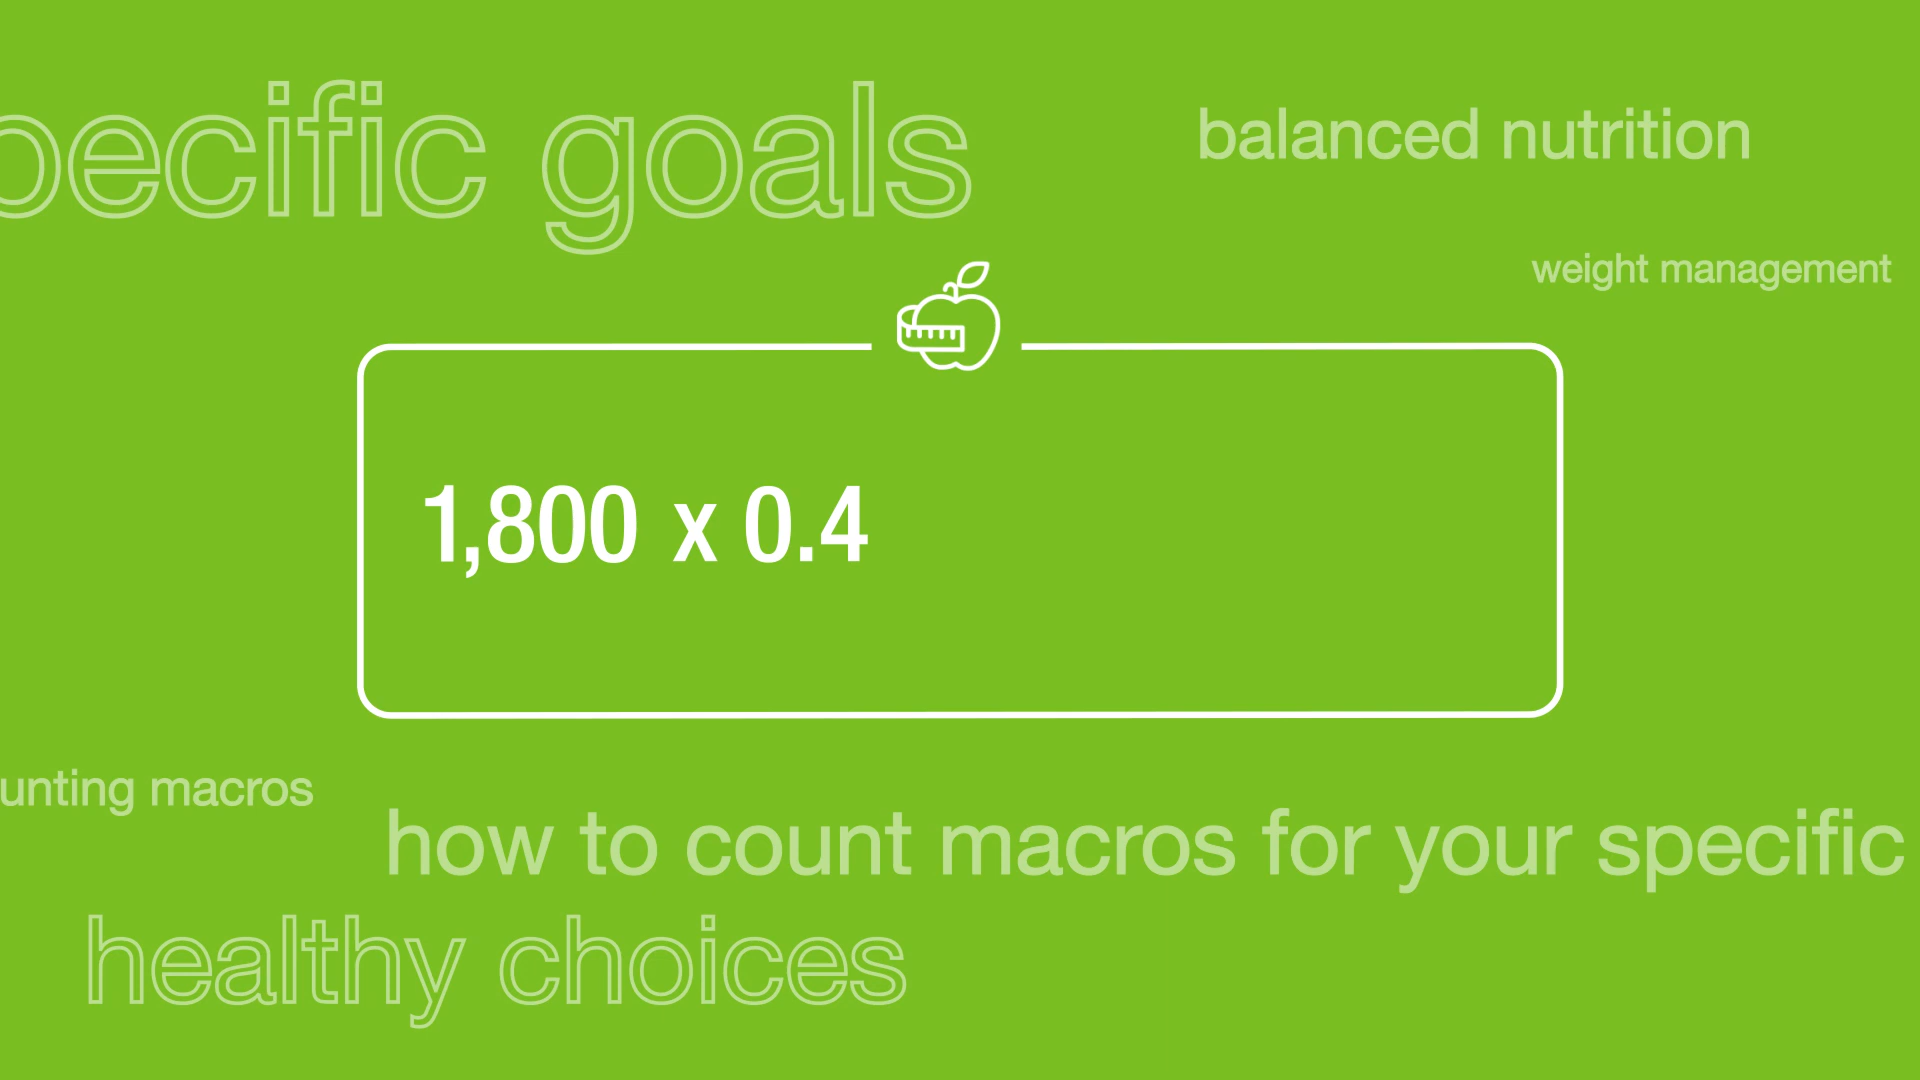 pecific goals
balanced nutrition
weight management
1,800 x 0.4
unting macros
how to count macros for your specific
healthy choices